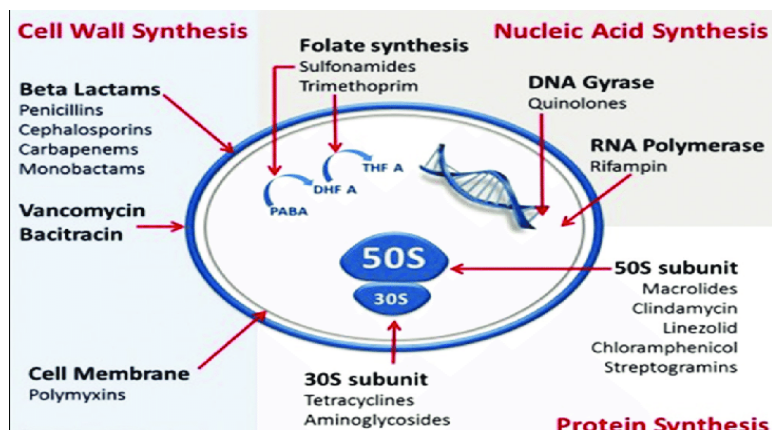 Cell Wall Synthesis
Beta Lactams
Penicillins
Cephalosporins
Carbapenems
Monobactams
Vancomycin
Bacitracin
Cell Membrane
Polymyxins
Folate synthesis
Sulfonamides
Trimethoprim
PABA
DHF A
THF A
50S
30S
30S subunit
Tetracyclines
Aminoglycosides
Nucleic Acid Synthesis
DNA Gyrase
Quinolones
RNA Polymerase
Rifampin
50S subunit
Macrolides
Clindamycin
Linezolid
Chloramphenicol
Streptogramins
Protein Synthesis